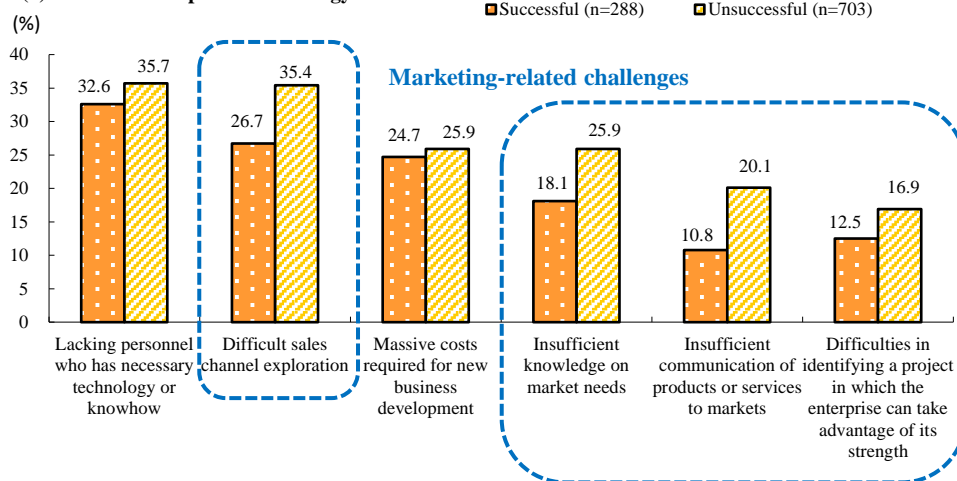 Successful (n=288) Unsuccessful (n=703)
(%)
Marketing-related challenges
40
35
30
25
20
15
10
5
0
32.6 35.7 26.7 35.4 24.7 25.9 18.1 25.9 10.8 20.1 12.5 16.9
Lacking personnel
who has necessary
technology or
knowhow
Difficult sales
channel exploration
Massive costs
required for new
business
development
Insufficient
knowledge on
market needs
Insufficient
communication of
products or services
to markets
Difficulties in
identifying a project
in which the
enterprise can take
advantage of its
strength